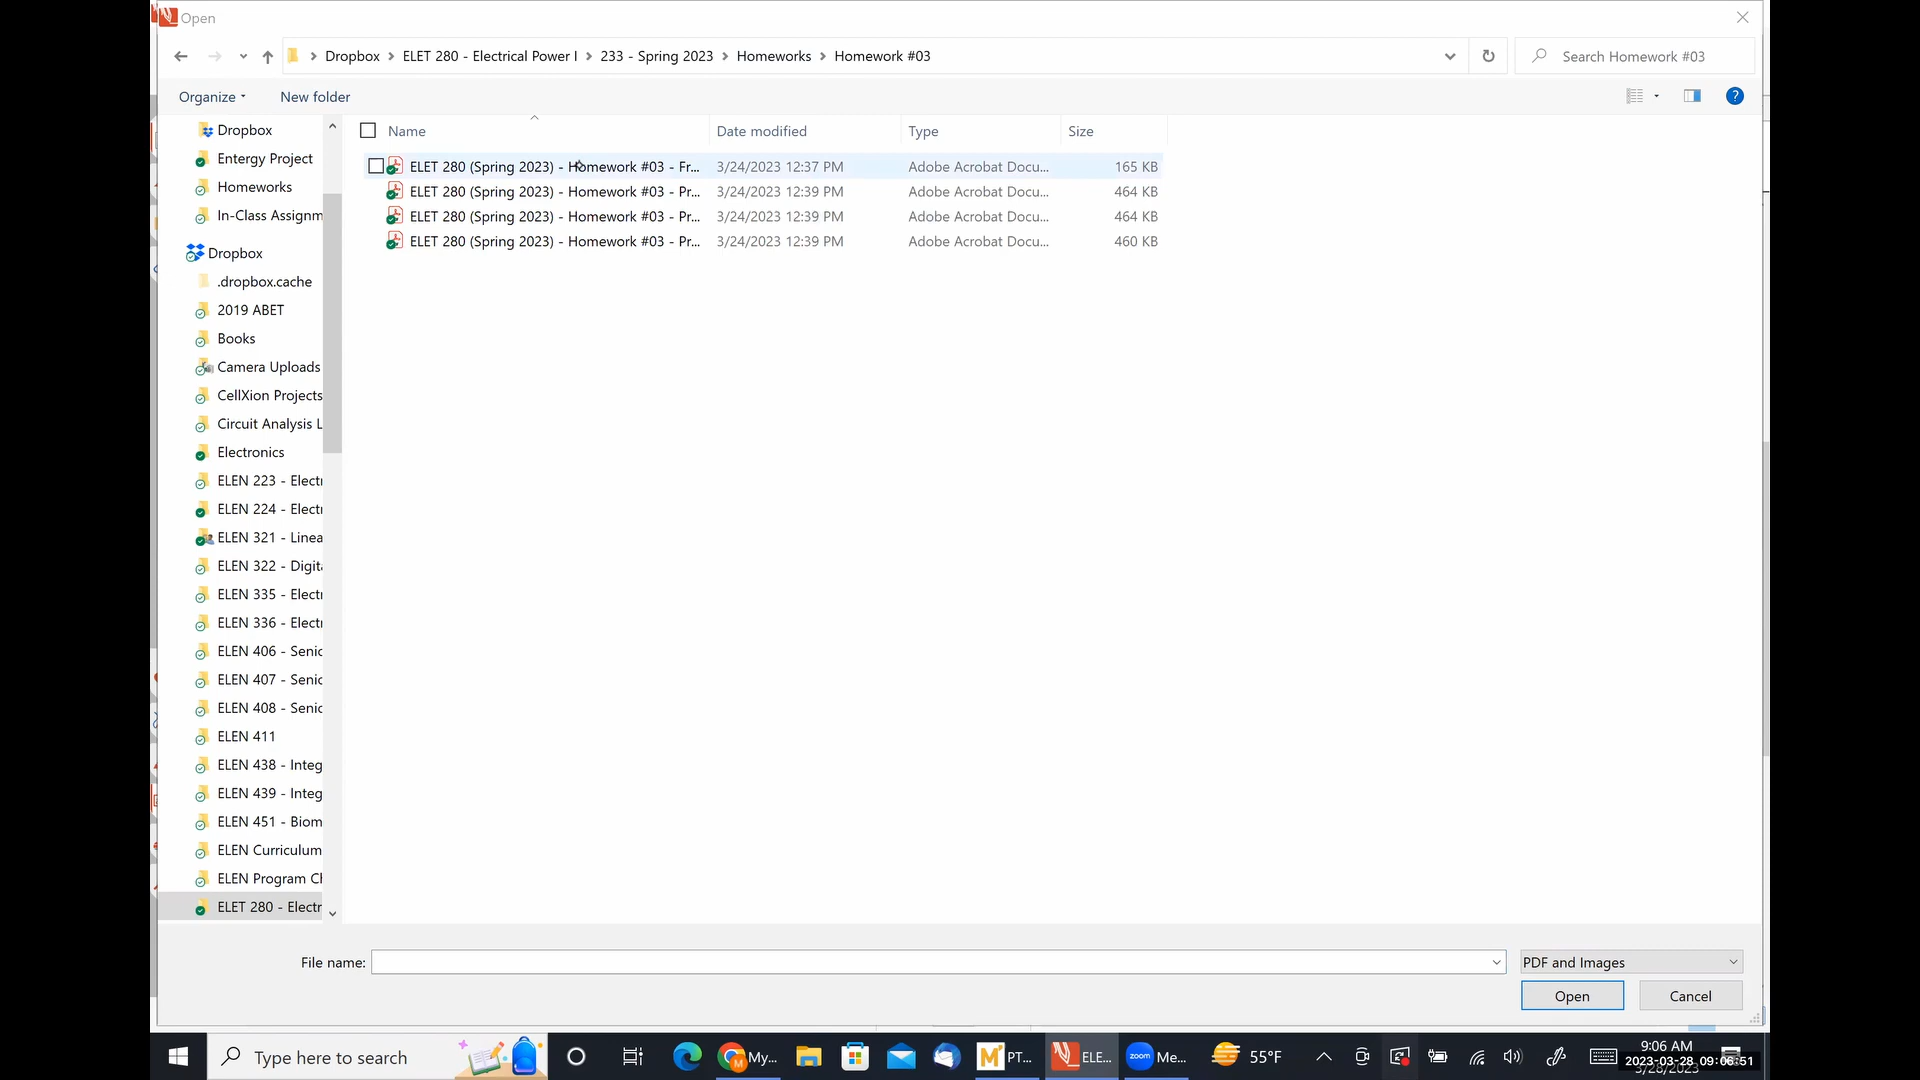 Open
Dropbox > ELET 280 - Electrical Power I > 233 - Spring 2023 > Homeworks > Homework #03
Search Homework #03
Organize
New folder
Name
Date modified
Type
Size
ELET 280 (Spring 2023) - Homework #03 - Fr... 3/24/2023 12:37 PM Adobe Acrobat Docu... 165 KB
ELET 280 (Spring 2023) - Homework #03 - Pr... 3/24/2023 12:39 PM Adobe Acrobat Docu... 464 KB
ELET 280 (Spring 2023) - Homework #03 - Pr... 3/24/2023 12:39 PM Adobe Acrobat Docu... 464 KB
ELET 280 (Spring 2023) - Homework #03 - Pr... 3/24/2023 12:39 PM Adobe Acrobat Docu... 460 KB
Dropbox
Entergy Project
Homeworks
In-Class Assignm
Dropbox
.dropbox.cache
2019 ABET
Books
Camera Uploads
CellXion Projects
Circuit Analysis L
Electronics
ELEN 223 - Electr
ELEN 224 - Electr
ELEN 321 - Linea
ELEN 322 - Digita
ELEN 335 - Electr
ELEN 336 - Electr
ELEN 406 - Senic
ELEN 407 - Senic
ELEN 408 - Senic
ELEN 411
ELEN 438 - Integ
ELEN 439 - Integ
ELEN 451 - Biom
ELEN Curriculum
ELEN Program Ch
ELET 280 - Electr
File name:
PDF and Images
Open
Cancel
Type here to search
My...
PT...
ELE...
zoom
Me...
55°F
9:06 AM
2023-03-28 09:06:51
3/28/2023